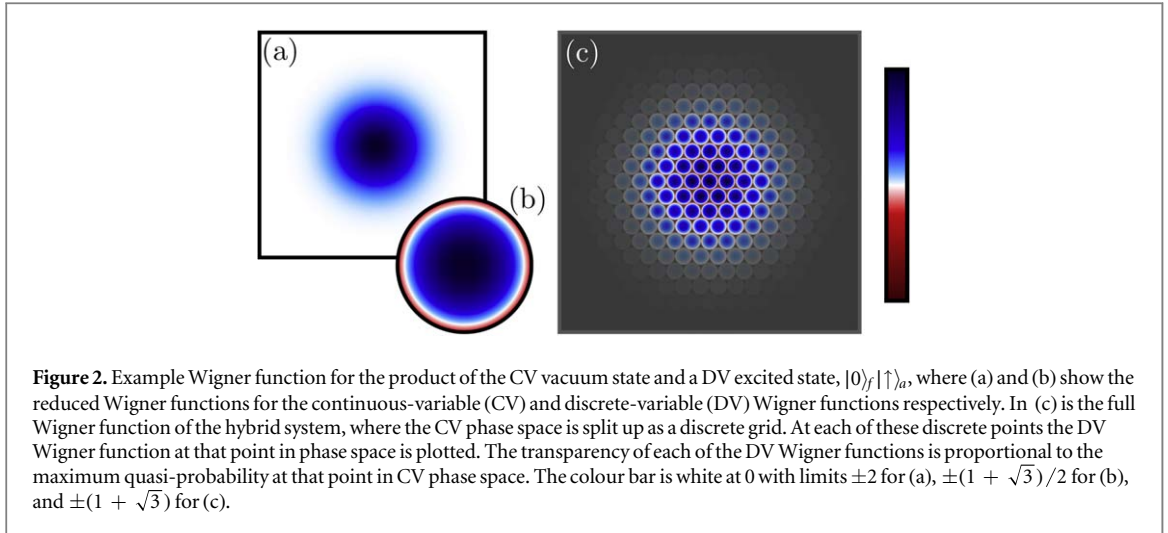 (a)
(b)
(c)
Figure 2. Example Wigner function for the product of the CV vacuum state and a DV excited state, |0⟩f|↑⟩a, where (a) and (b) show the
reduced Wigner functions for the continuous-variable (CV) and discrete-variable (DV) Wigner functions respectively. In (c) is the full
Wigner function of the hybrid system, where the CV phase space is split up as a discrete grid. At each of these discrete points the DV
Wigner function at that point in phase space is plotted. The transparency of each of the DV Wigner functions is proportional to the
maximum quasi-probability at that point in CV phase space. The colour bar is white at 0 with limits ±2 for (a), ±(1 + √3)/2 for (b),
and ±(1 + √3) for (c).